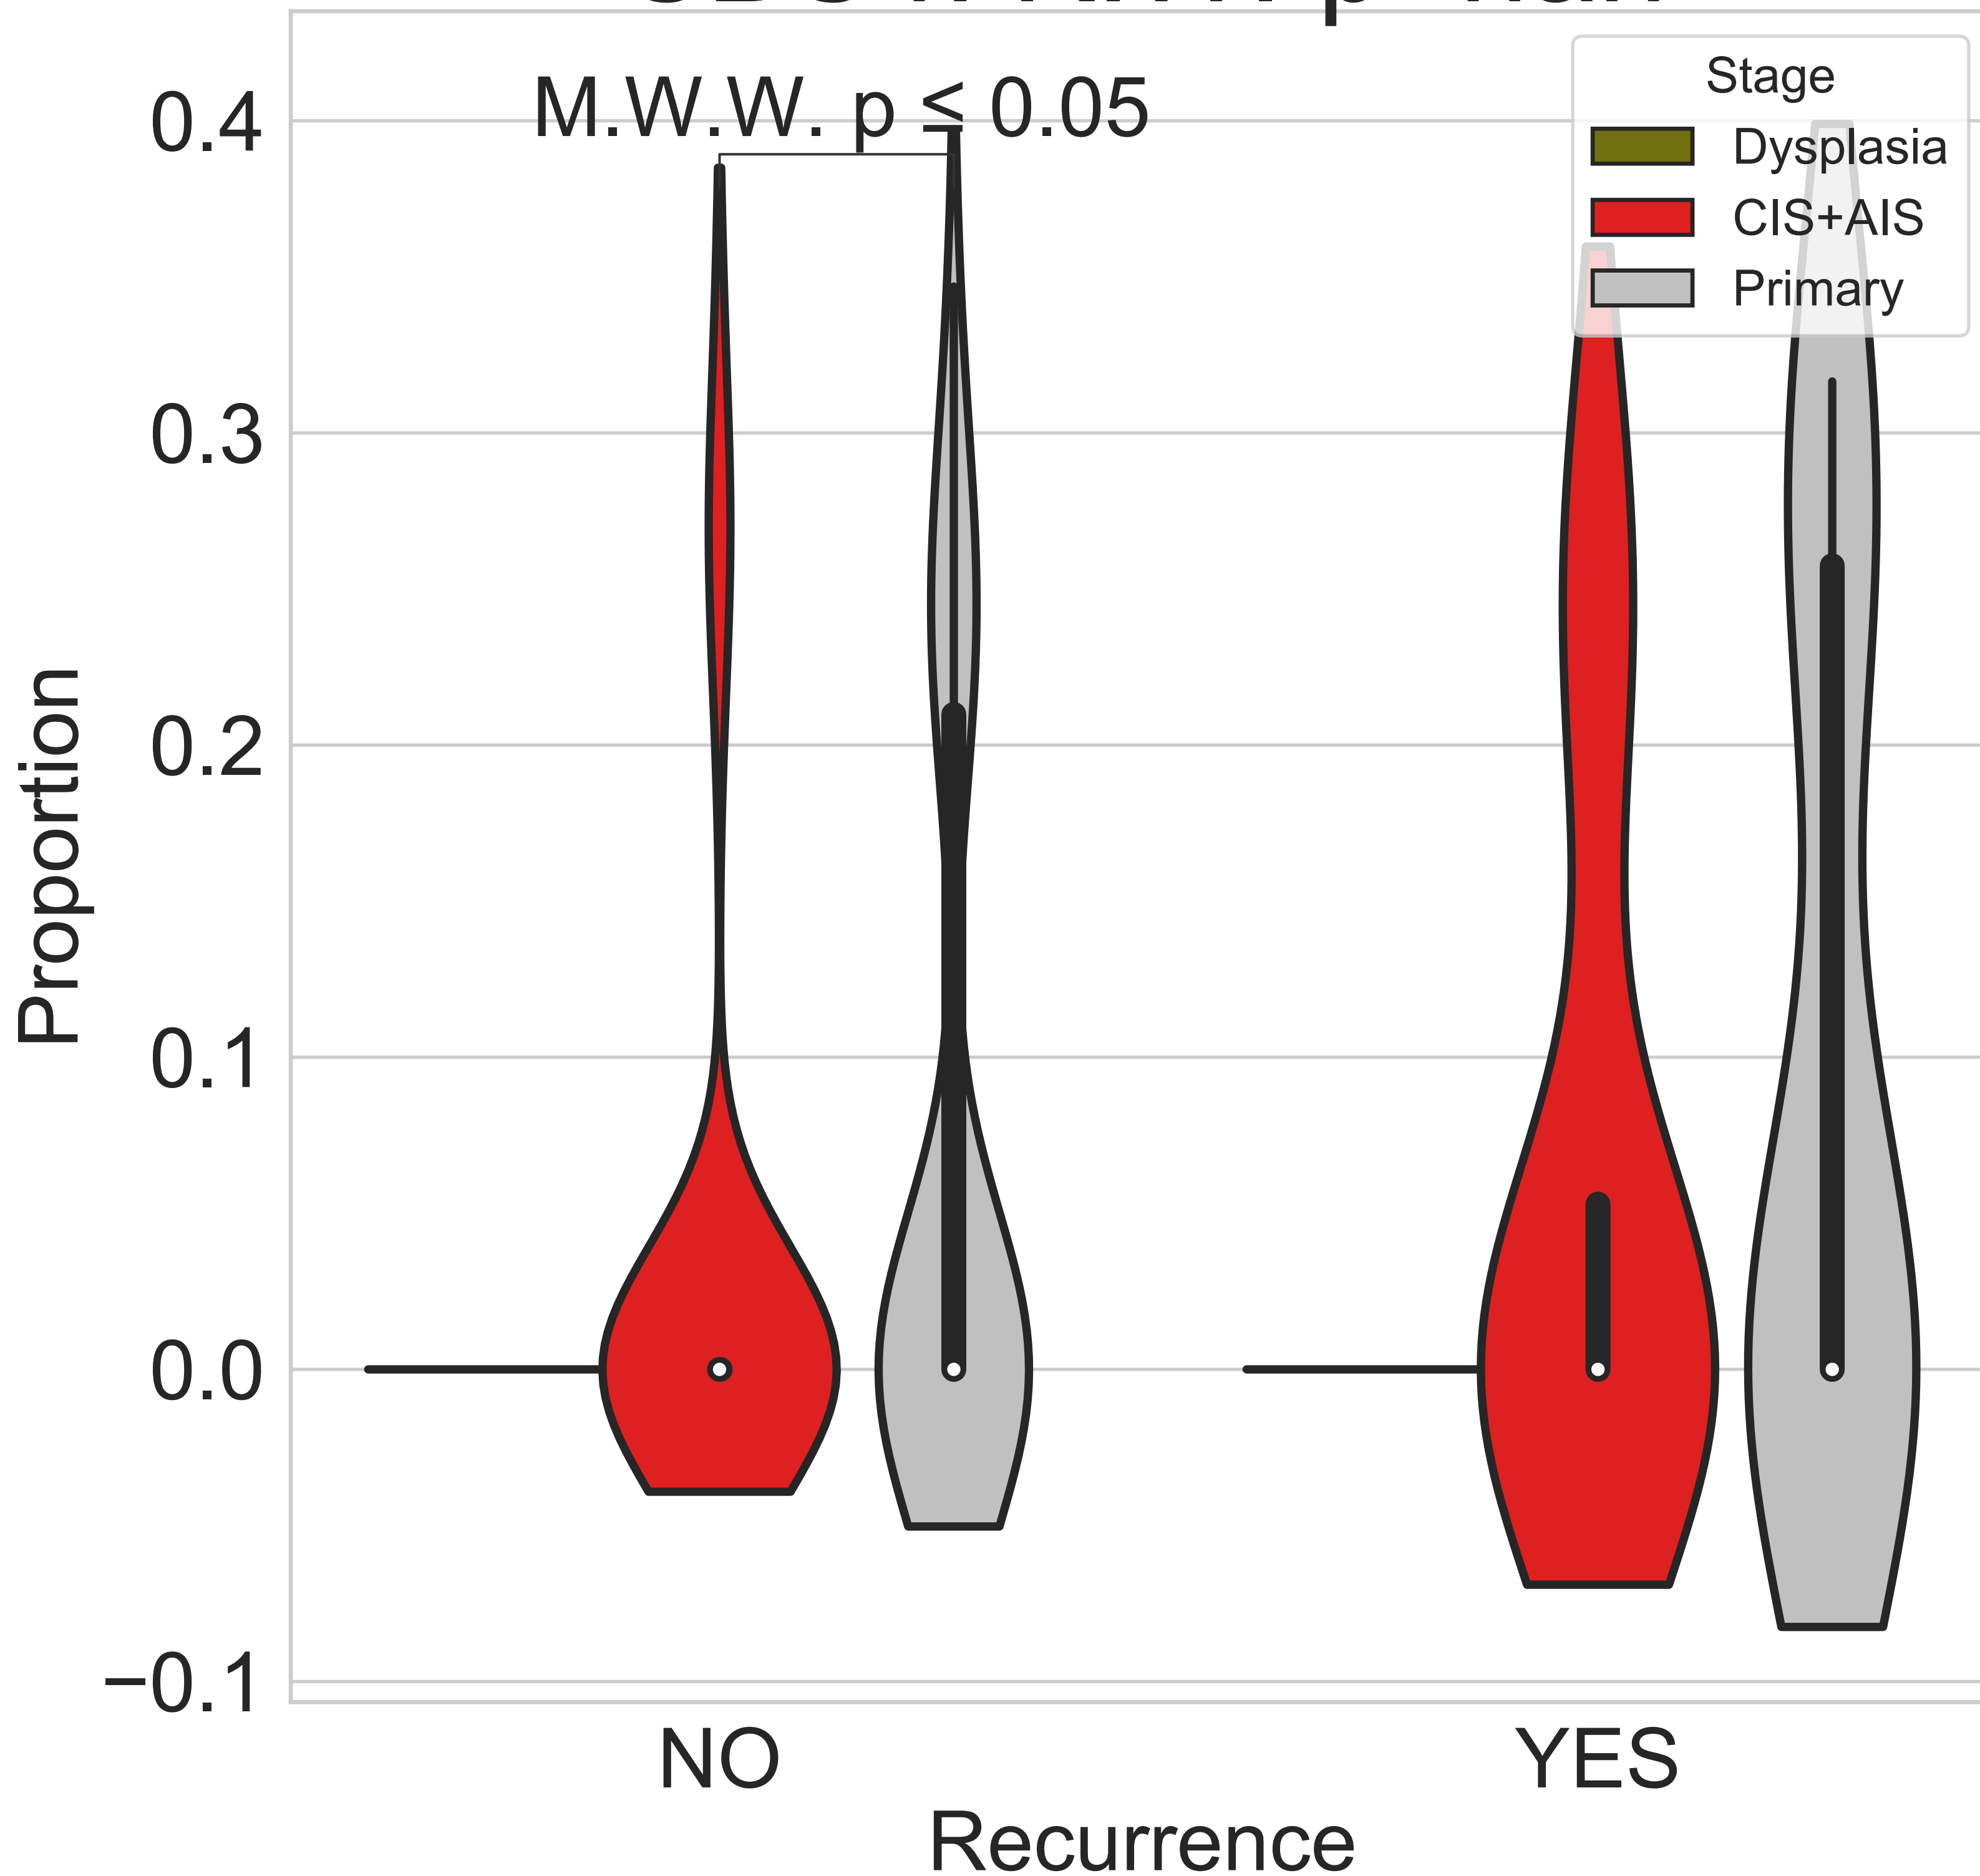 M.W.W. p ≤ 0.05
Stage
Dysplasia
CIS+AIS
Primary
0.4
0.3
0.2
0.1
0.0
−0.1
Proportion
NO
YES
Recurrence